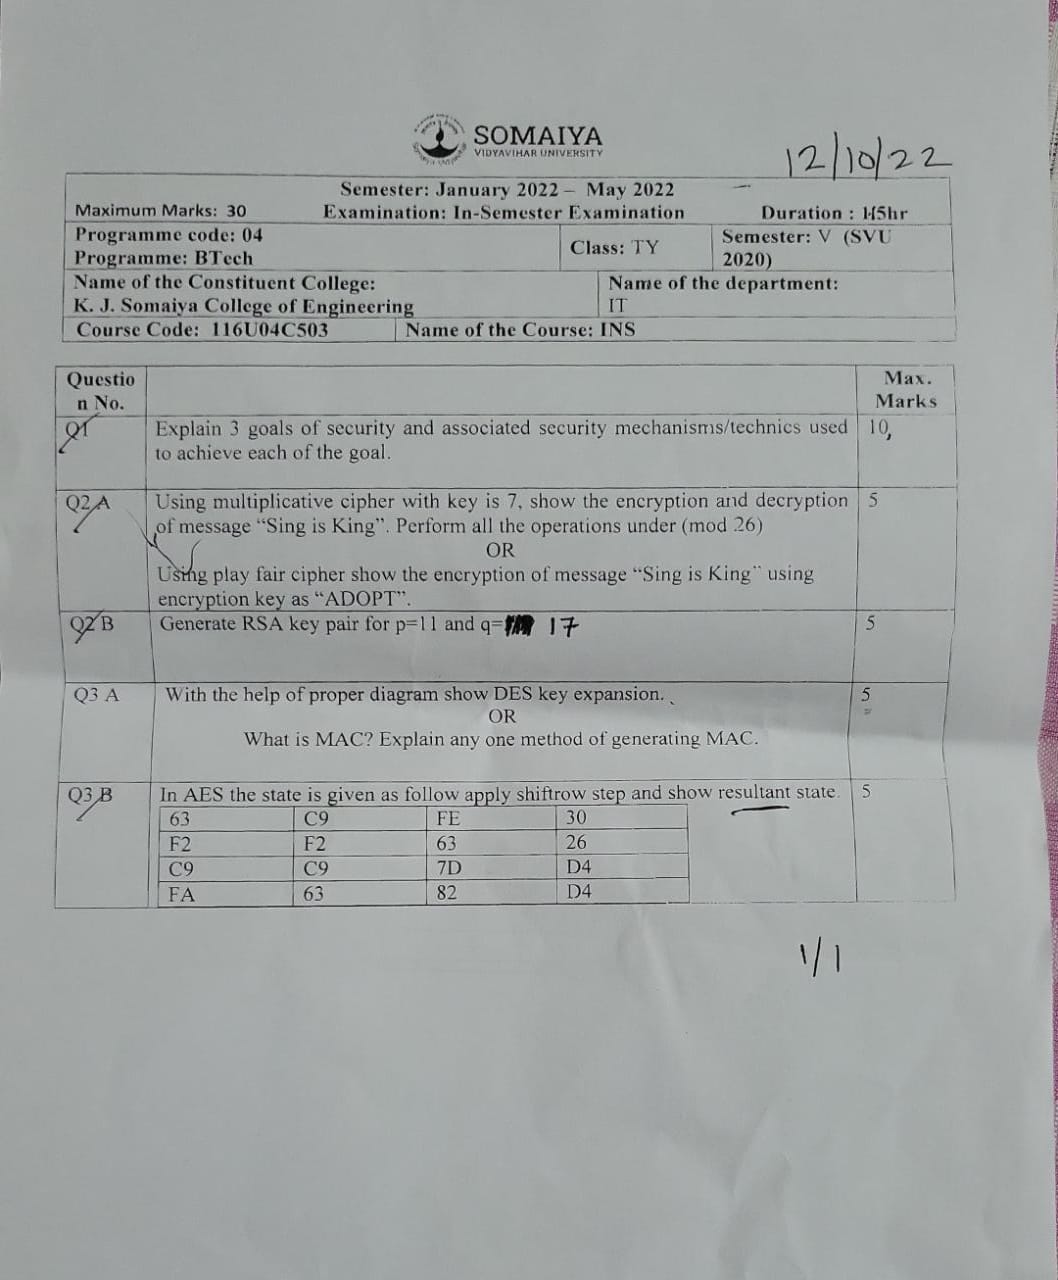 SOMAIYA
VIDYAVIHAR UNIVERSITY
12/10/22
Semester: January 2022 – May 2022
Maximum Marks: 30 Examination: In-Semester Examination Duration : 1:15hr
Programme code: 04
Programme: BTech
Class: TY
Semester: V (SVU
2020)
Name of the Constituent College:
K. J. Somaiya College of Engineering
Name of the department:
IT
Course Code: 116U04C503 Name of the Course: INS
Questio
n No.
Max.
Marks
Q1 Explain 3 goals of security and associated security mechanisms/technics used 10,
to achieve each of the goal.
Q2 A Using multiplicative cipher with key is 7, show the encryption and decryption 5
of message “Sing is King”. Perform all the operations under (mod 26)
OR
Using play fair cipher show the encryption of message “Sing is King” using
encryption key as “ADOPT”.
Q2 B Generate RSA key pair for p=11 and q= 17 5
Q3 A With the help of proper diagram show DES key expansion. 5
OR
What is MAC? Explain any one method of generating MAC.
Q3 B In AES the state is given as follow apply shiftrow step and show resultant state. 5
63 C9 FE 30
F2 F2 63 26
C9 C9 7D D4
FA 63 82 D4
1/1